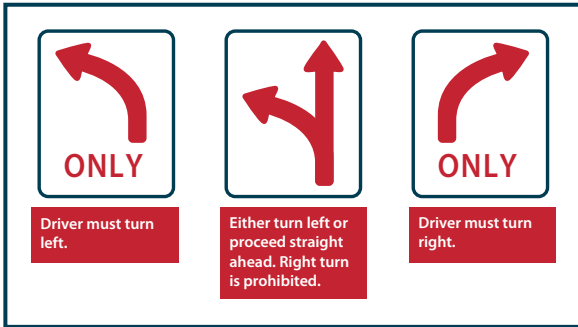 ONLY
Driver must turn
left.
Either turn left or
proceed straight
ahead. Right turn
is prohibited.
ONLY
Driver must turn
right.